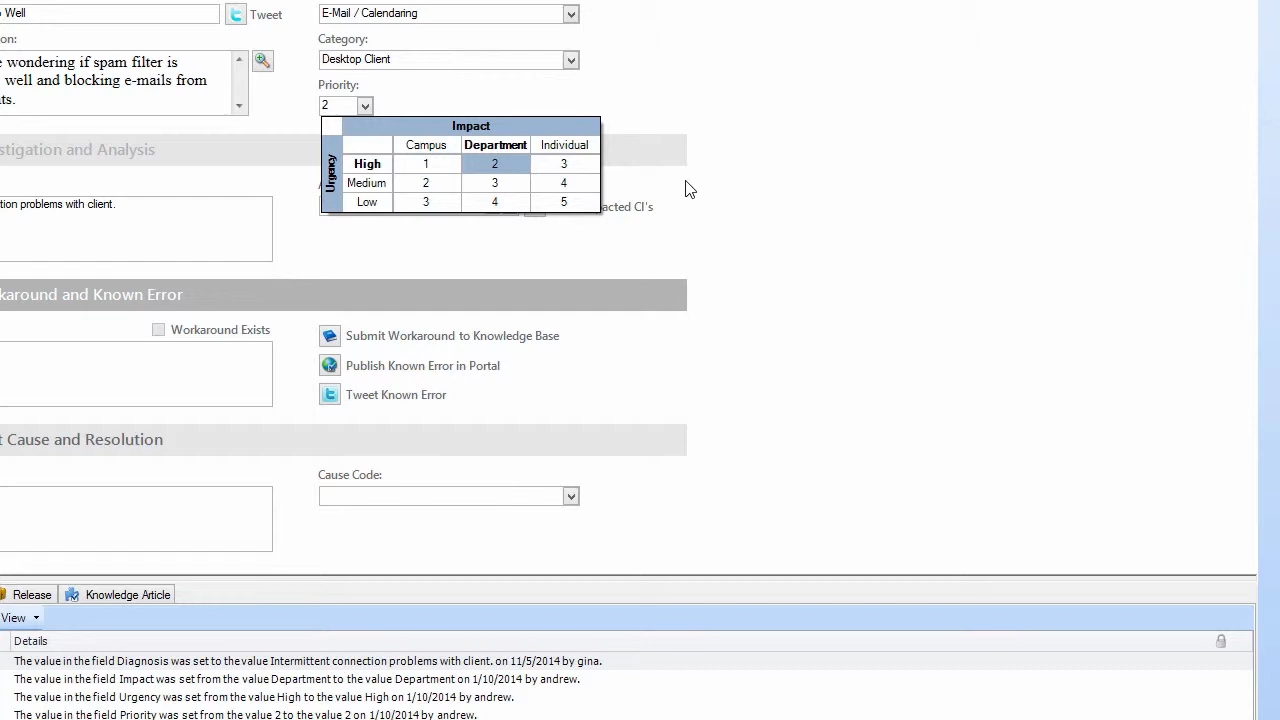 Well
Tweet
E-Mail / Calendaring
Category:
wondering if spam filter is
well and blocking e-mails from
Desktop Client
Priority:
2
Impact
Urgency
Campus Department Individual
High 1 2 3
Medium 2 3 4
Low 3 4 5
stigation and Analysis
tion problems with client.
acted CI's
karound and Known Error
Workaround Exists
Submit Workaround to Knowledge Base
Publish Known Error in Portal
Tweet Known Error
t Cause and Resolution
Cause Code:
Release
Knowledge Article
View
Details
The value in the field Diagnosis was set to the value Intermittent connection problems with client. on 11/5/2014 by gina.
The value in the field Impact was set from the value Department to the value Department on 1/10/2014 by andrew.
The value in the field Urgency was set from the value High to the value High on 1/10/2014 by andrew.
The value in the field Priority was set from the value 2 to the value 2 on 1/10/2014 by andrew.